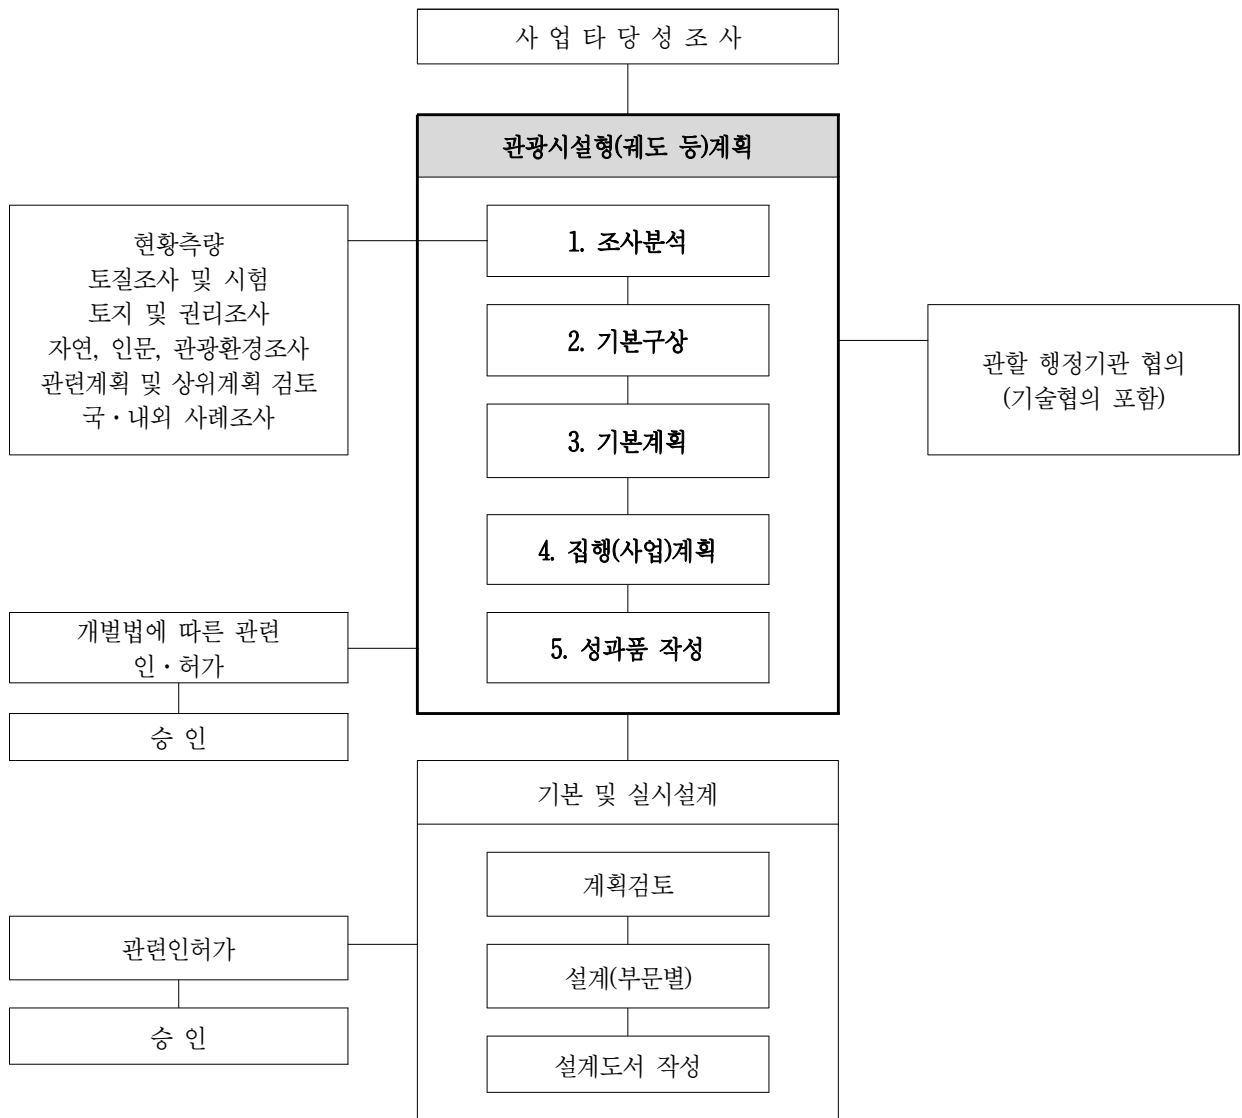 사 업 타 당 성 조 사
관광시설형(궤도 등)계획
1. 조사분석
현황측량
토질조사 및 시험
토지 및 권리조사
자연, 인문, 관광환경조사
관련계획 및 상위계획 검토
국·내외 사례조사
2. 기본구상
관할 행정기관 협의
(기술협의 포함)
3. 기본계획
4. 집행(사업)계획
5. 성과품 작성
개벌법에 따른 관련
인·허가
승 인
기본 및 실시설계
계획검토
관련인허가
설계(부문별)
승 인
설계도서 작성